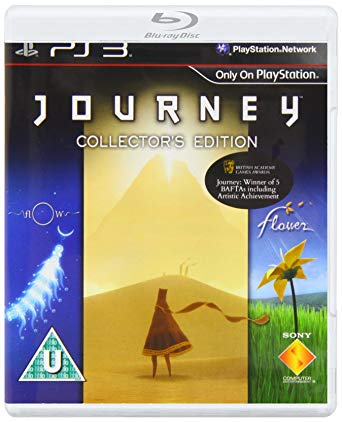 Blu-ray Disc
PS3
PlayStation Network
Only On PlayStation®
JOURNEY
COLLECTOR'S EDITION
BRITISH ACADEMY
GAMES AWARDS
Journey: Winner of 5
BAFTAs including
Artistic Achievement
flOw
Flower
U
SONY
COMPUTER
ENTERTAINMENT